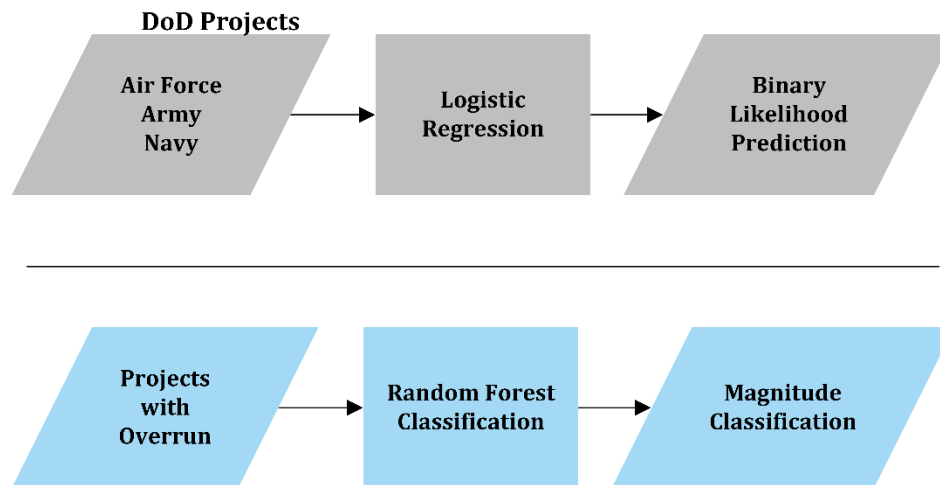 DoD Projects
Air Force
Army
Navy
Logistic
Regression
Binary
Likelihood
Prediction
Projects
with
Overrun
Random Forest
Classification
Magnitude
Classification